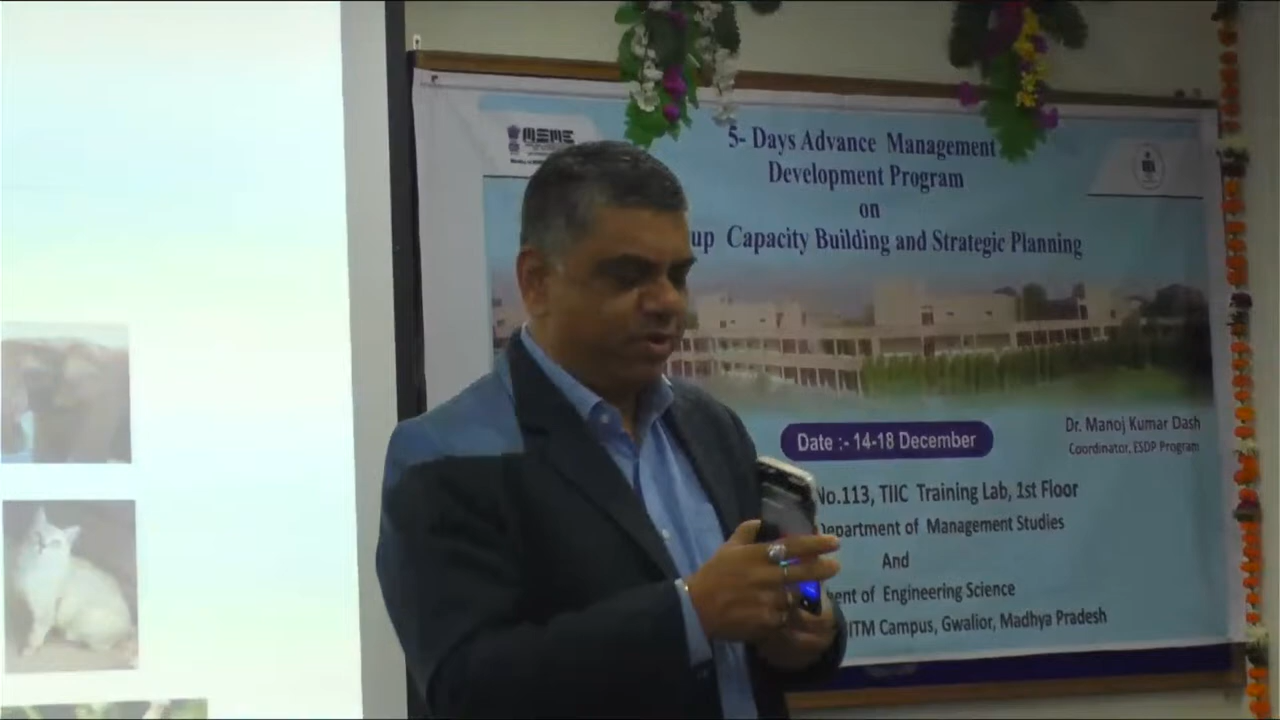 MSME
5- Days Advance Management
Development Program
on
up Capacity Building and Strategic Planning
Date :- 14-18 December
Dr. Manoj Kumar Dash
Coordinator, ESDP Program
No.113, TIIC Training Lab, 1st Floor
Department of Management Studies
And
ment of Engineering Science
ITM Campus, Gwalior, Madhya Pradesh